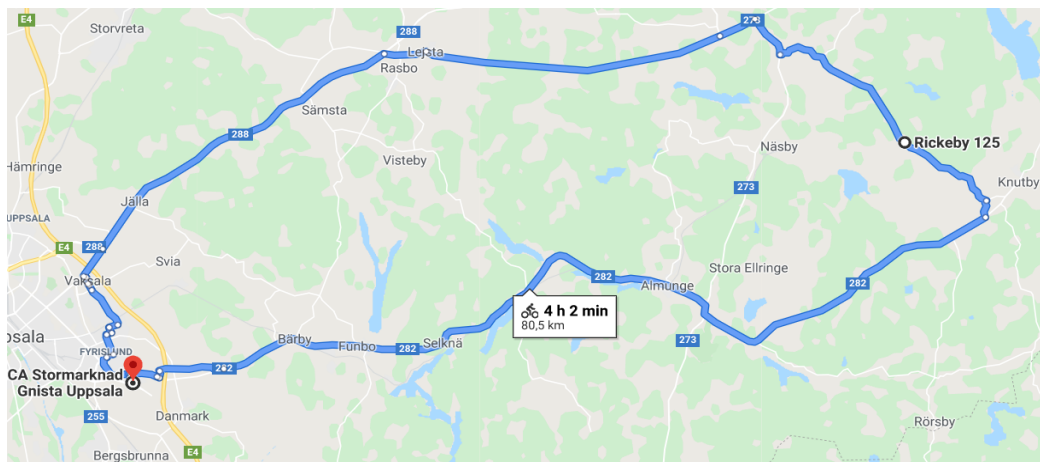 E4
Storvreta
288
273
Lejsta
Rasbo
Sämsta
288
Hämringe
Visteby
Näsby
Rickeby 125
Knutby
273
Jälla
UPPSALA
E4
288
Svia
Vaksala
Stora Ellringe
282
282
Almunge
4 h 2 min
80,5 km
psala
FYRISLUND
Bärby
Funbo
282
Selknä
273
CA Stormarknad
Gnista Uppsala
282
Danmark
255
Rörsby
E4
Bergsbrunna